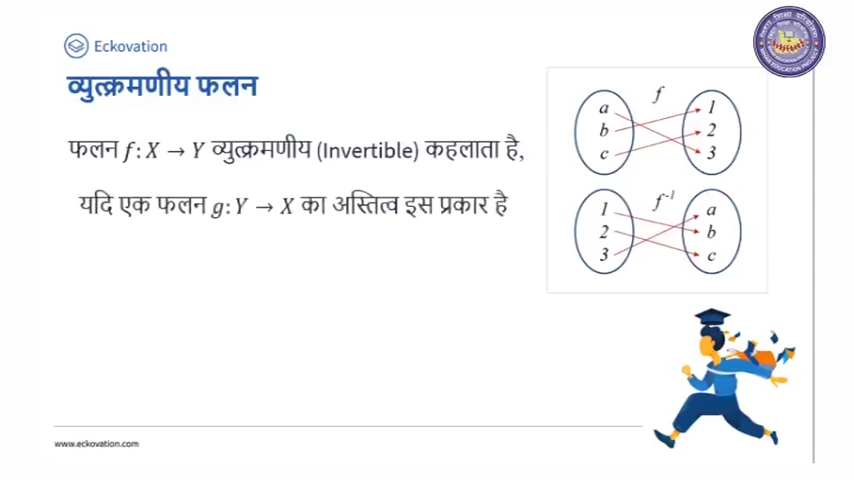 Eckovation
व्युत्क्रमणीय फलन
फलन f: X → Y व्युत्क्रमणीय (Invertible) कहलाता है,
यदि एक फलन g: Y → X का अस्तित्व इस प्रकार है
f
a 1
b 2
c 3
f⁻¹
1 a
2 b
3 c
www.eckovation.com